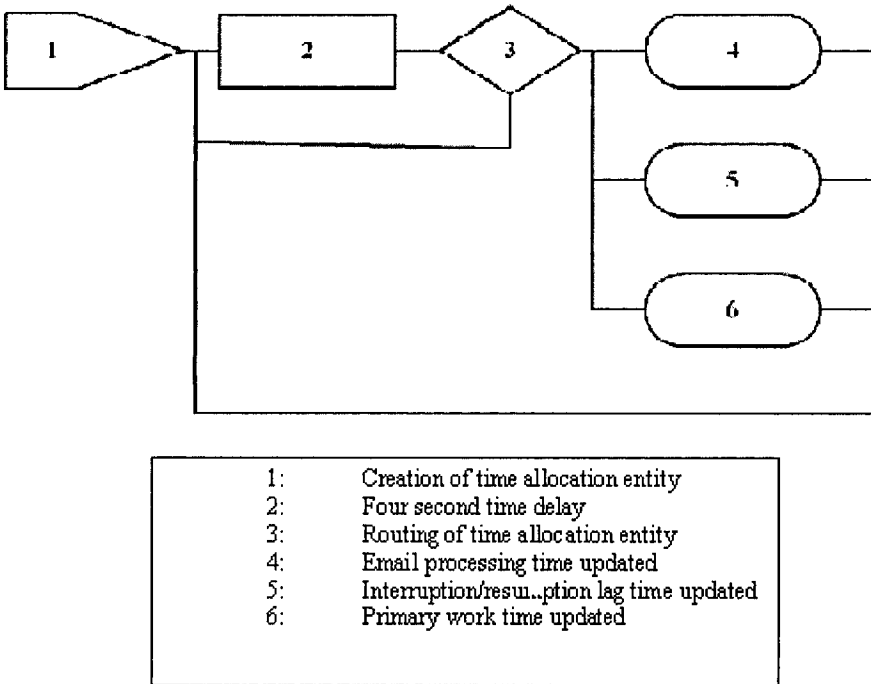 1
2
3
4
5
6
1: Creation of time allocation entity
2: Four second time delay
3: Routing of time allocation entity
4: Email processing time updated
5: Interruption/resu..ption lag time updated
6: Primary work time updated